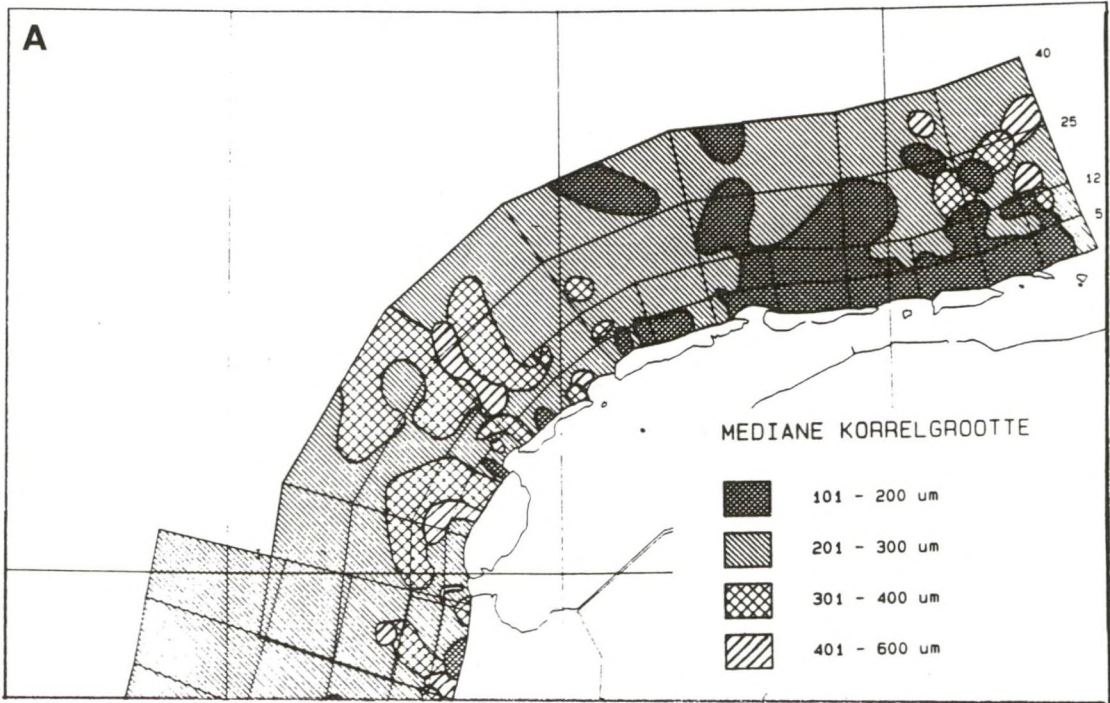 A
40
25
12
5
MEDIANE KORRELGROOTTE
101 - 200 um
201 - 300 um
301 - 400 um
401 - 600 um